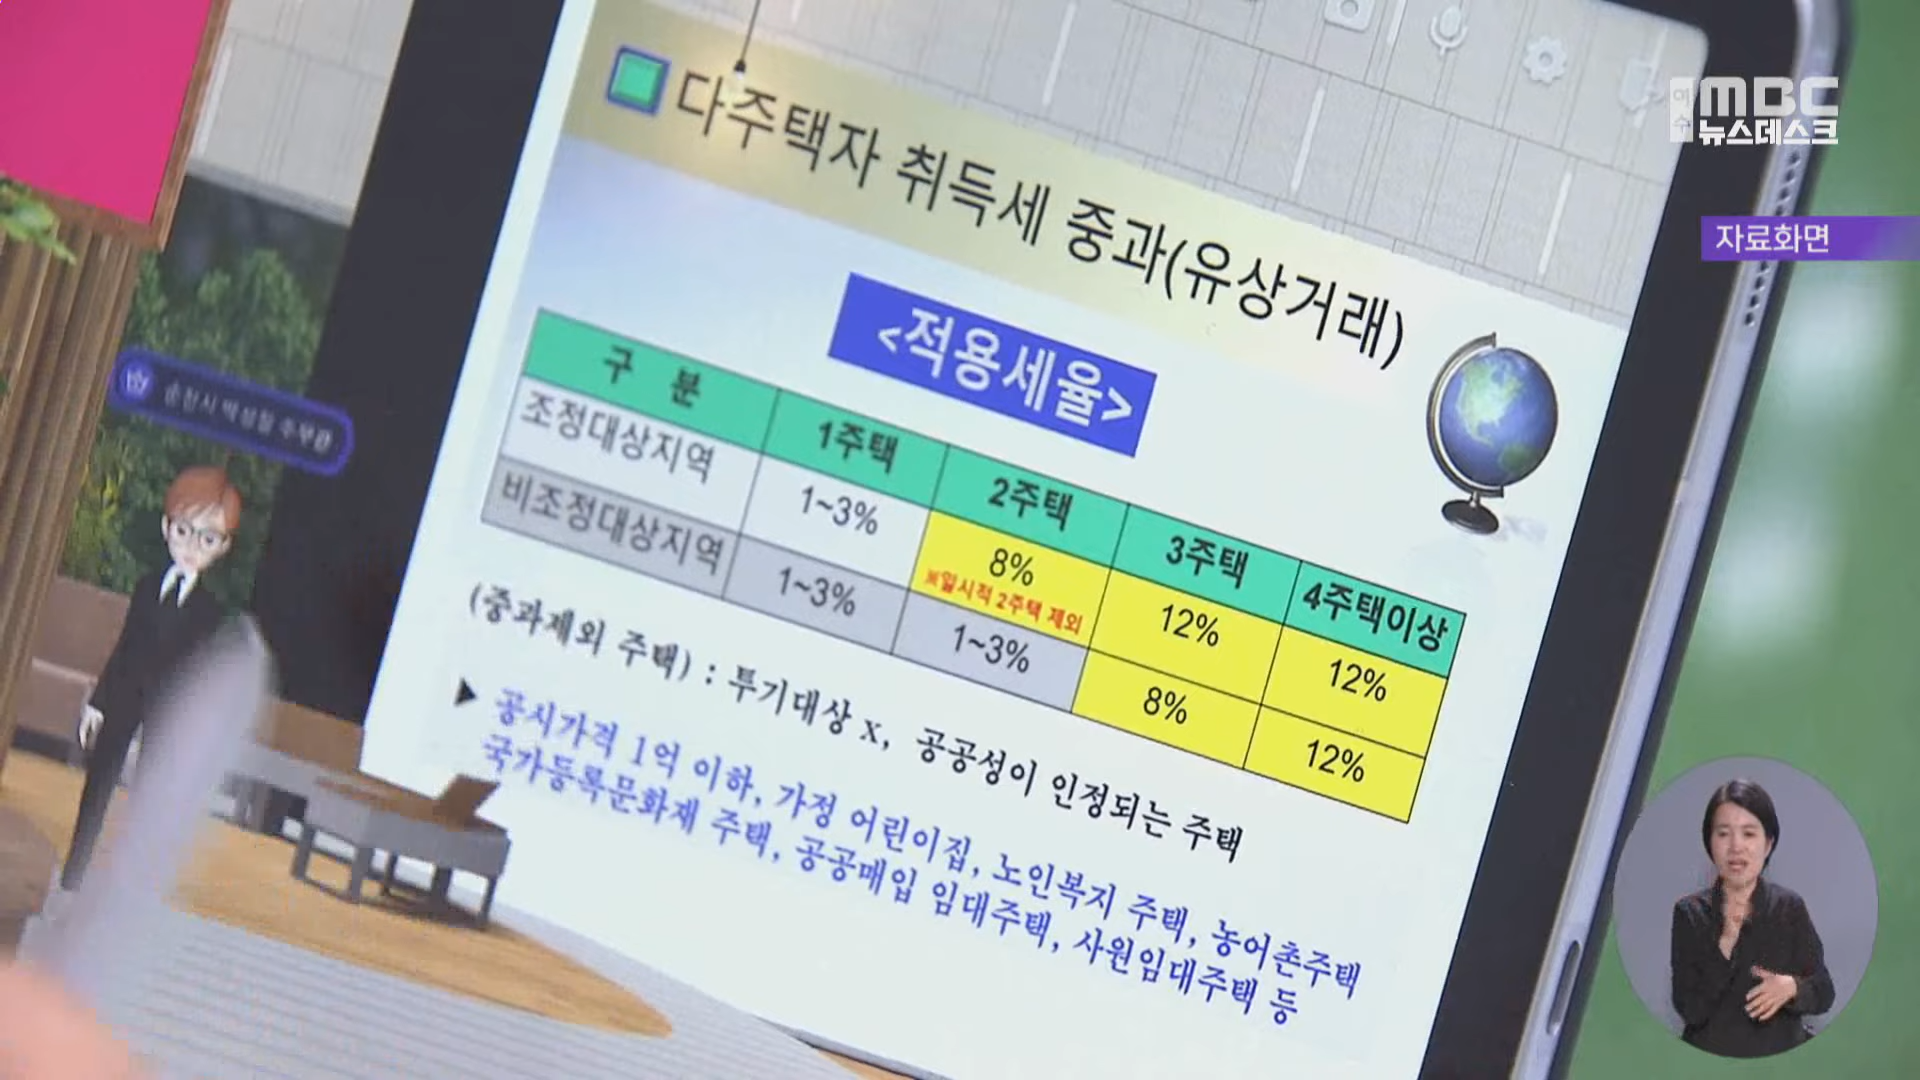 여수
MBC
뉴스데스크
자료화면
다주택자 취득세 중과(유상거래)
<적용세율>
구 분 1주택 2주택 3주택 4주택이상
조정대상지역 1~3% 8% 12% 12%
※일시적 2주택 제외
비조정대상지역 1~3% 1~3% 8% 12%
(중과제외 주택) : 투기대상 x, 공공성이 인정되는 주택
▶ 공시가격 1억 이하, 가정 어린이집, 노인복지 주택, 농어촌주택
국가등록문화재 주택, 공공매입 임대주택, 사원임대주택 등
순천시